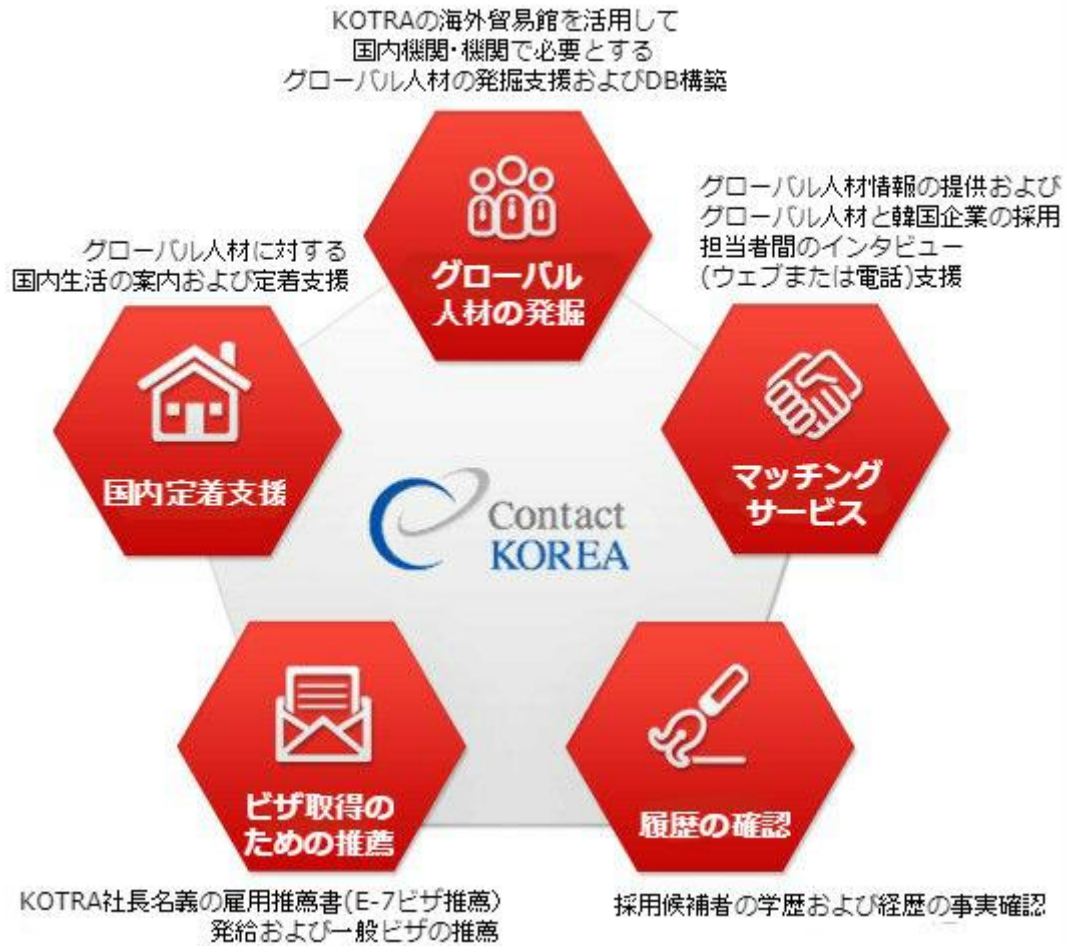 KOTRAの海外貿易館を活用して
国内機関・機関で必要とする
グローバル人材の発掘支援およびDB構築
グローバル
人材の発掘
グローバル人材情報の提供および
グローバル人材と韓国企業の採用
担当者間のインタビュー
(ウェブまたは電話)支援
マッチング
サービス
グローバル人材に対する
国内生活の案内および定着支援
国内定着支援
Contact
KOREA
ビザ取得の
ための推薦
KOTRA社長名義の雇用推薦書(E-7ビザ推薦)
発給および一般ビザの推薦
履歴の確認
採用候補者の学歴および経歴の事実確認